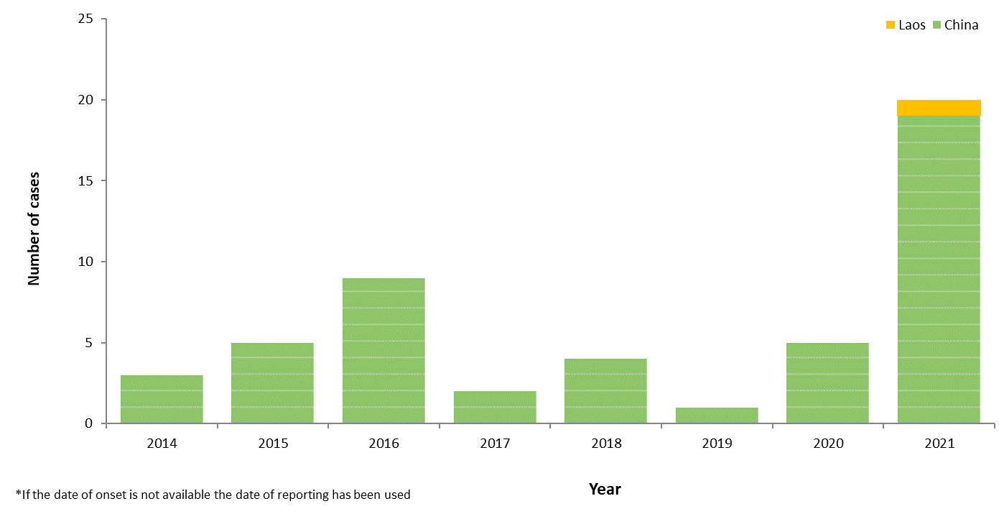 25
20
15
10
5
0
Number of cases
Laos China
2014 2015 2016 2017 2018 2019 2020 2021
Year
*If the date of onset is not available the date of reporting has been used